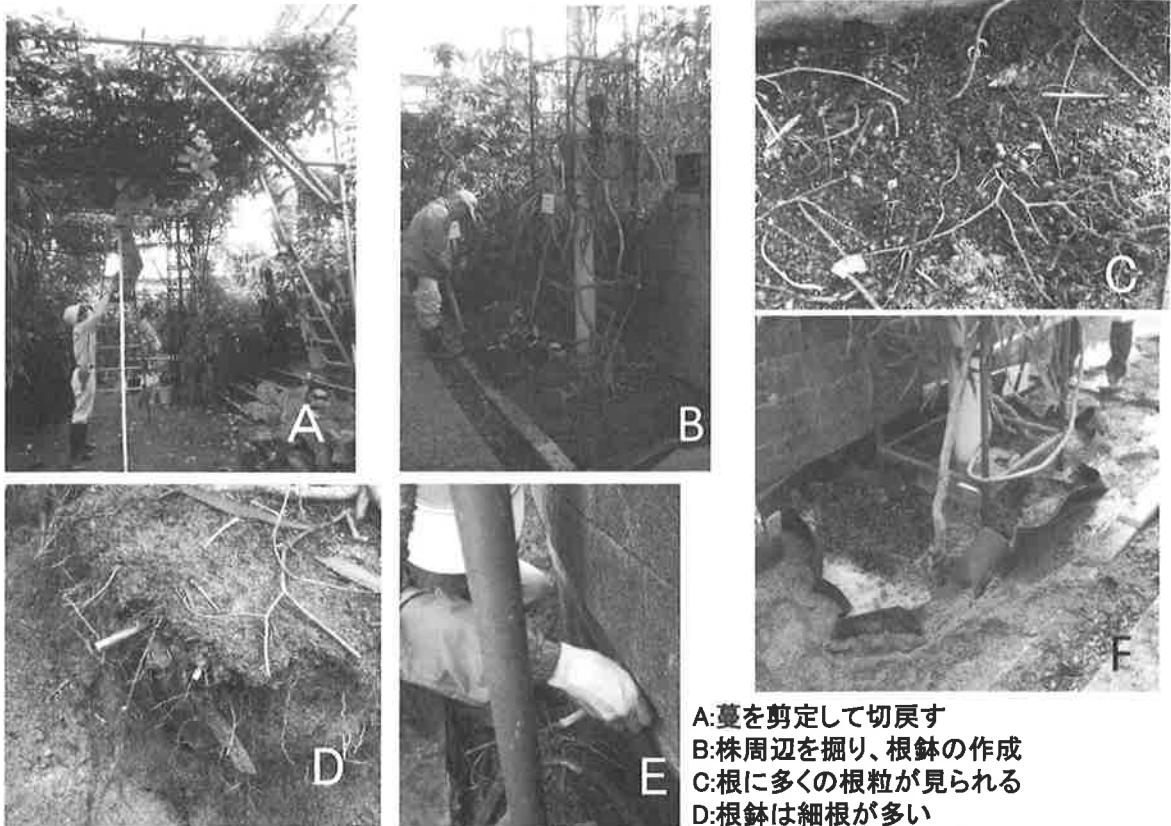 A
B
C
D
E
F
A:蔓を剪定して切戻す
B:株周辺を掘り、根鉢の作成
C:根に多くの根粒が見られる
D:根鉢は細根が多い